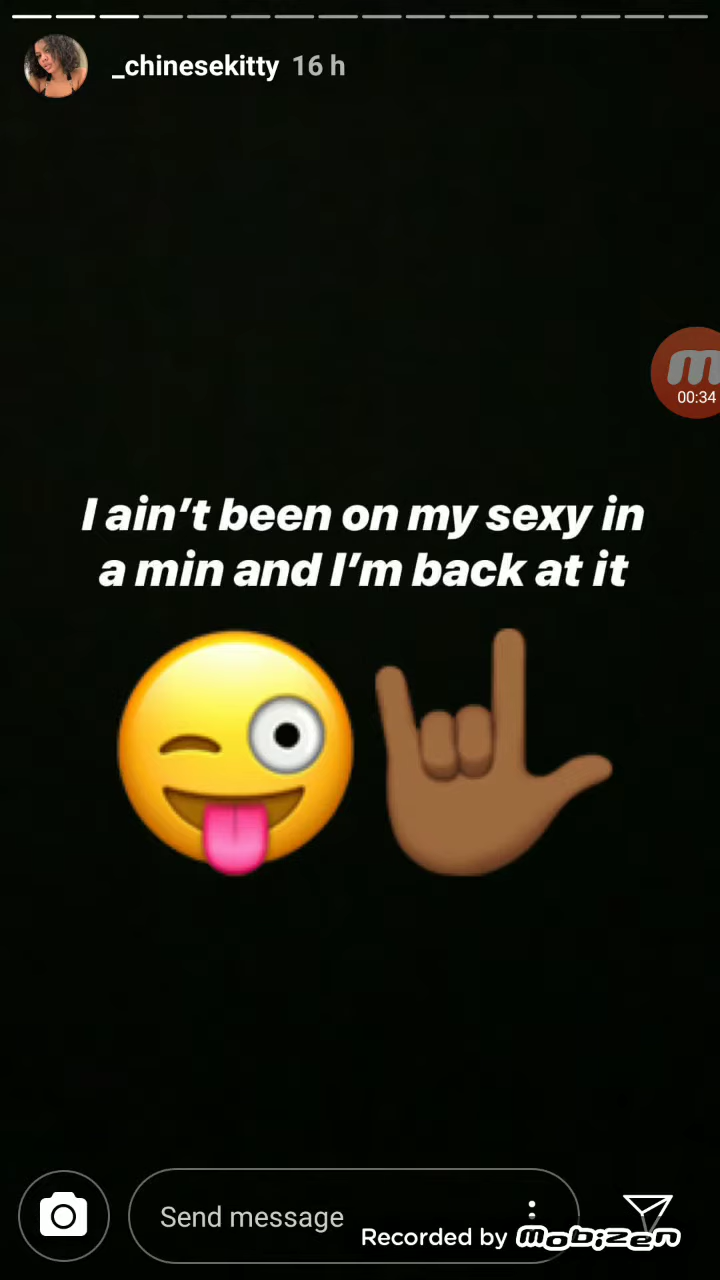 _chinesekitty 16 h
00:34
I ain't been on my sexy in
a min and I'm back at it
Send message
Recorded by mobizen